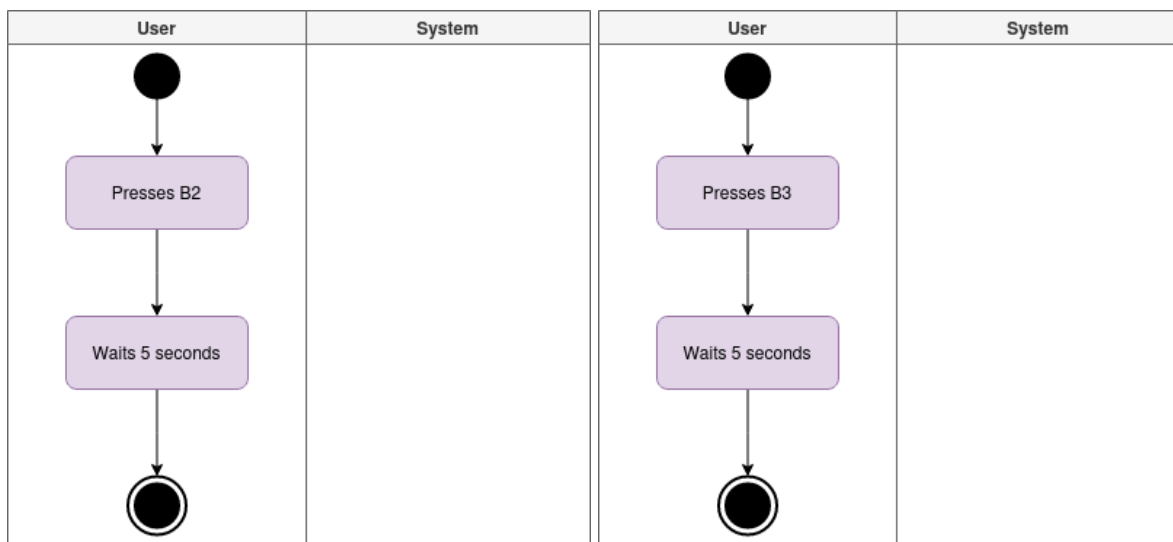 User
System
Presses B2
Waits 5 seconds
User
System
Presses B3
Waits 5 seconds